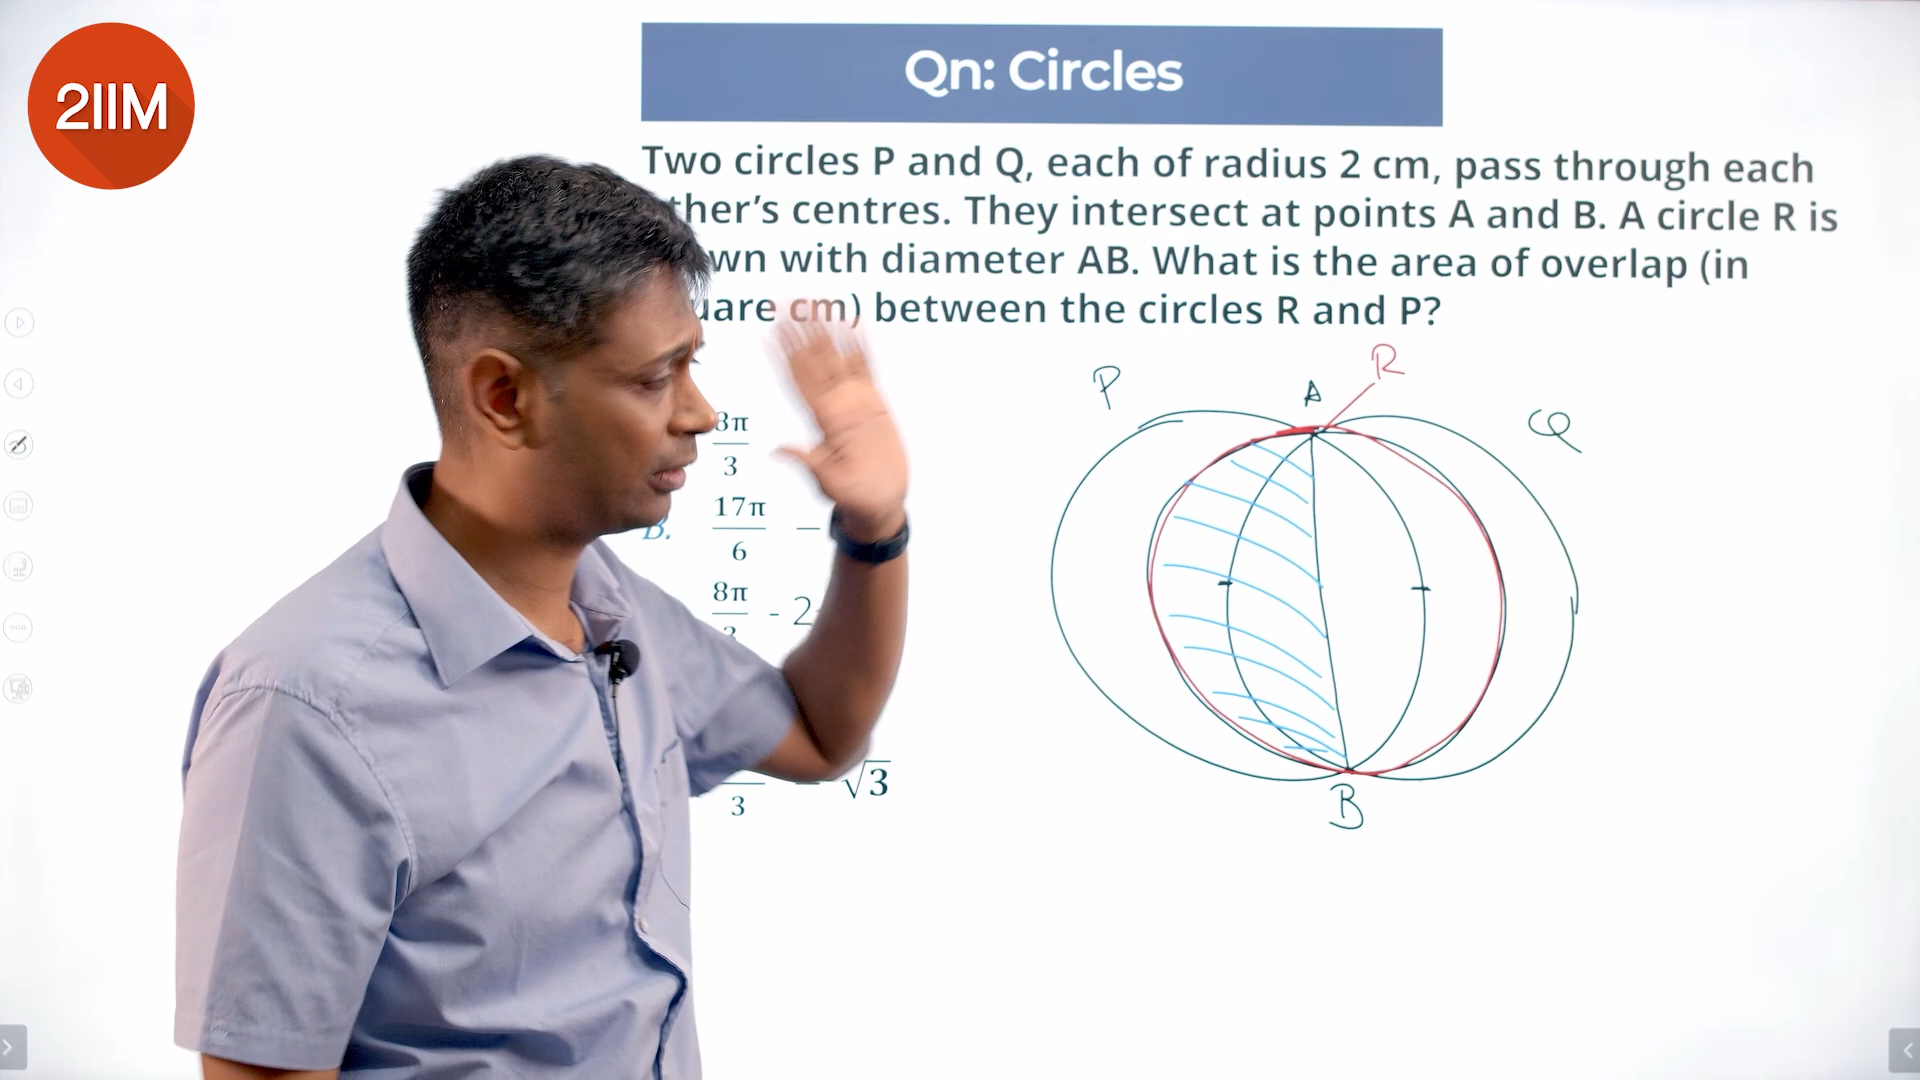 2IIM
Qn: Circles
Two circles P and Q, each of radius 2 cm, pass through each
ther's centres. They intersect at points A and B. A circle R is
wn with diameter AB. What is the area of overlap (in
uare cm) between the circles R and P?
P
A
R
Q
8π
3
B.
17π
6
–
8π
- 2
3
– √3
B